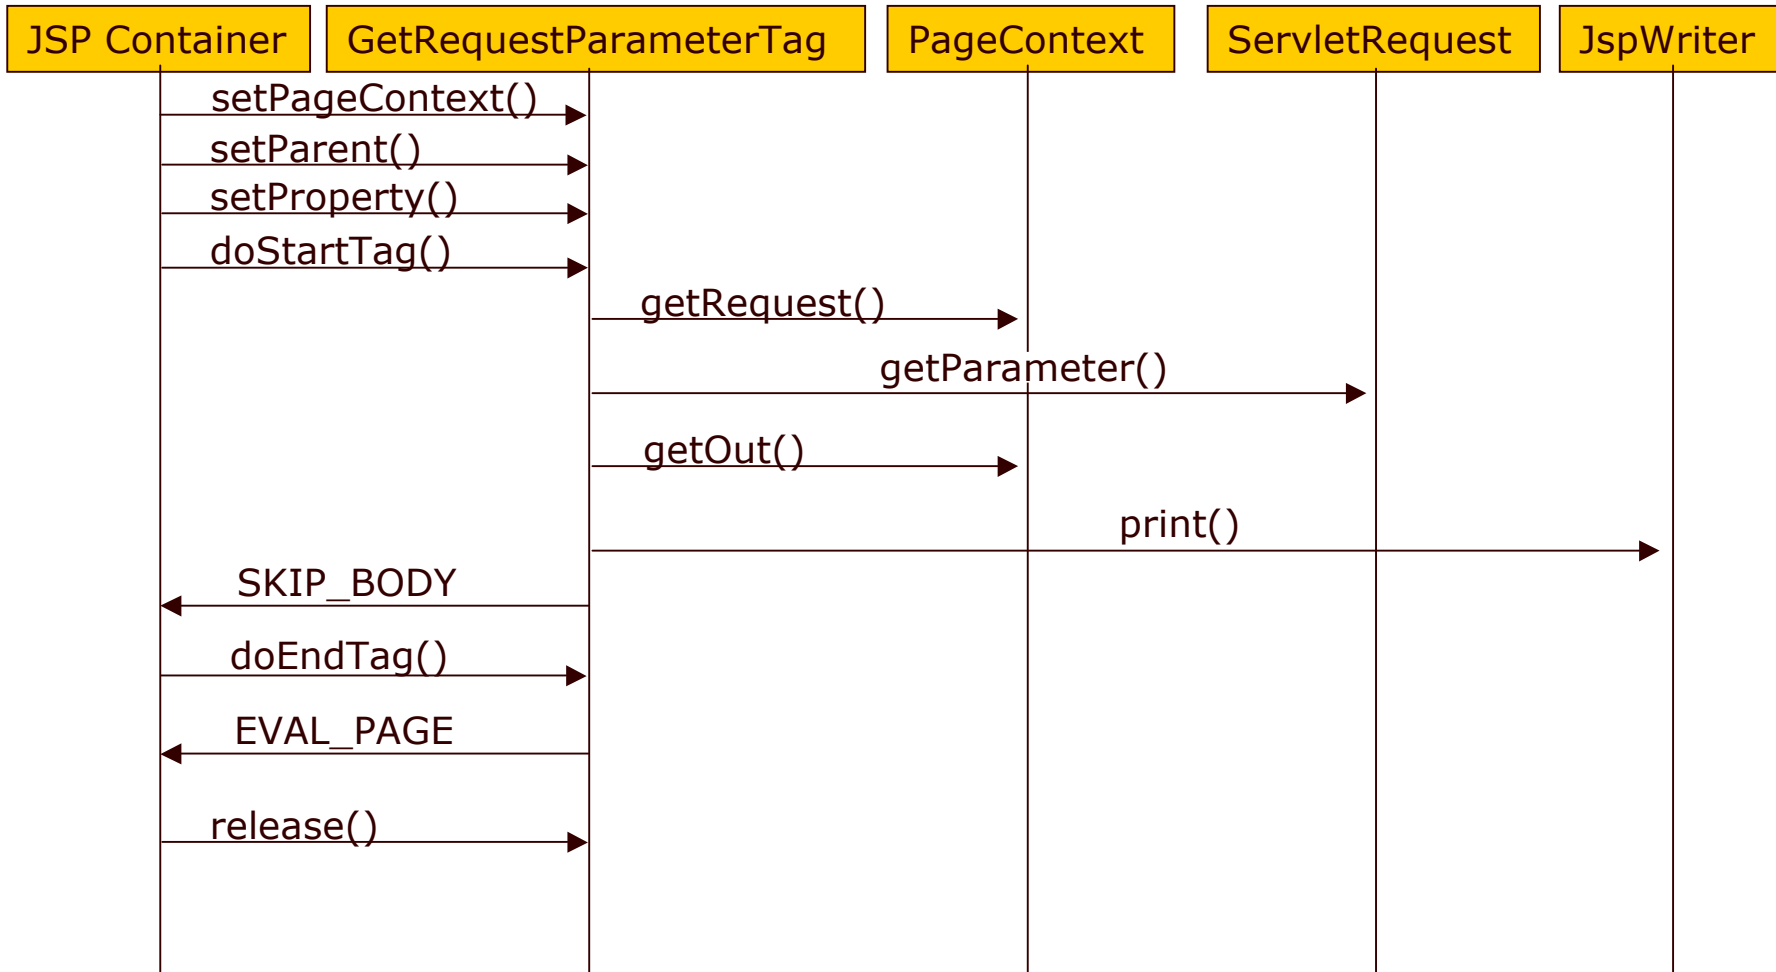 JSP Container
GetRequestParameterTag
PageContext
ServletRequest
JspWriter
setPageContext()
setParent()
setProperty()
doStartTag()
getRequest()
getParameter()
getOut()
print()
SKIP_BODY
doEndTag()
EVAL_PAGE
release()